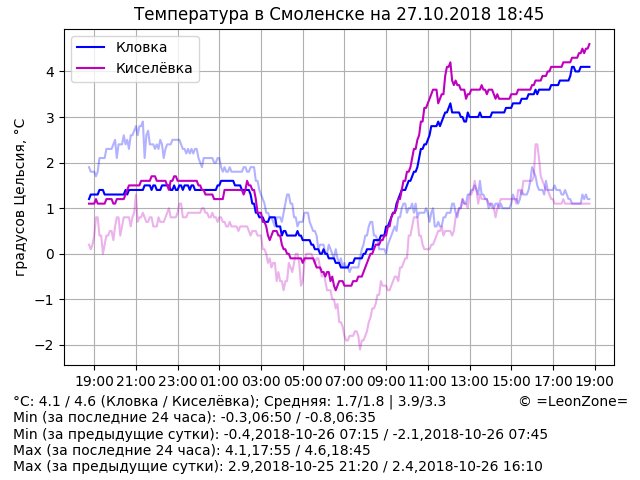 Температура в Смоленске на 27.10.2018 18:45
Кловка
Киселёвка
градусов Цельсия, °C
4
3
2
1
0
−1
−2
19:00 21:00 23:00 01:00 03:00 05:00 07:00 09:00 11:00 13:00 15:00 17:00 19:00
°C: 4.1 / 4.6 (Кловка / Киселёвка); Средняя: 1.7/1.8 | 3.9/3.3 © =LeonZone=
Min (за последние 24 часа): -0.3,06:50 / -0.8,06:35
Min (за предыдущие сутки): -0.4,2018-10-26 07:15 / -2.1,2018-10-26 07:45
Max (за последние 24 часа): 4.1,17:55 / 4.6,18:45
Max (за предыдущие сутки): 2.9,2018-10-25 21:20 / 2.4,2018-10-26 16:10